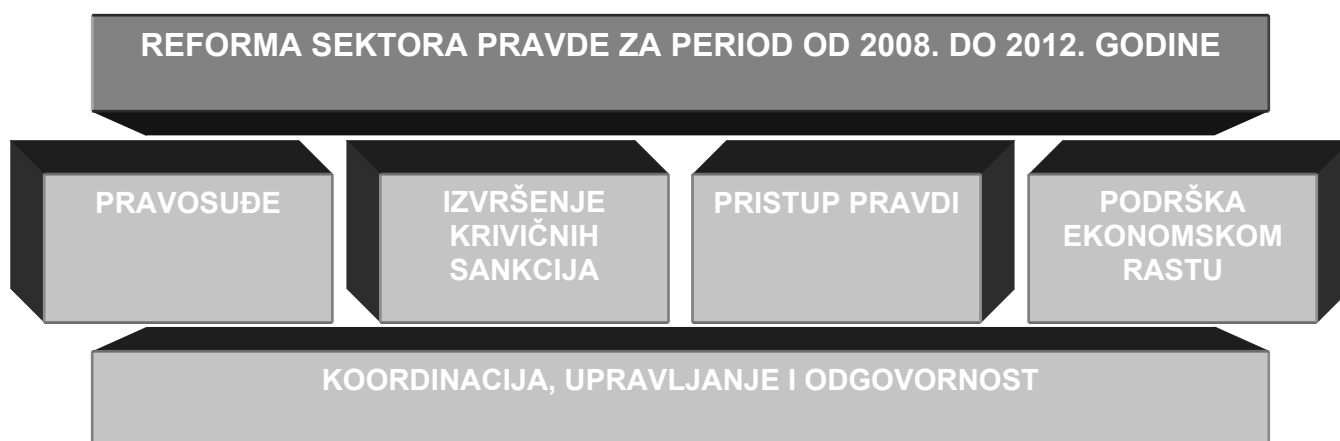 REFORMA SEKTORA PRAVDE ZA PERIOD OD 2008. DO 2012. GODINE
PRAVOSUĐE
IZVRŠENJE
KRIVIČNIH
SANKCIJA
PRISTUP PRAVDI
PODRŠKA
EKONOMSKOM
RASTU
KOORDINACIJA, UPRAVLJANJE I ODGOVORNOST